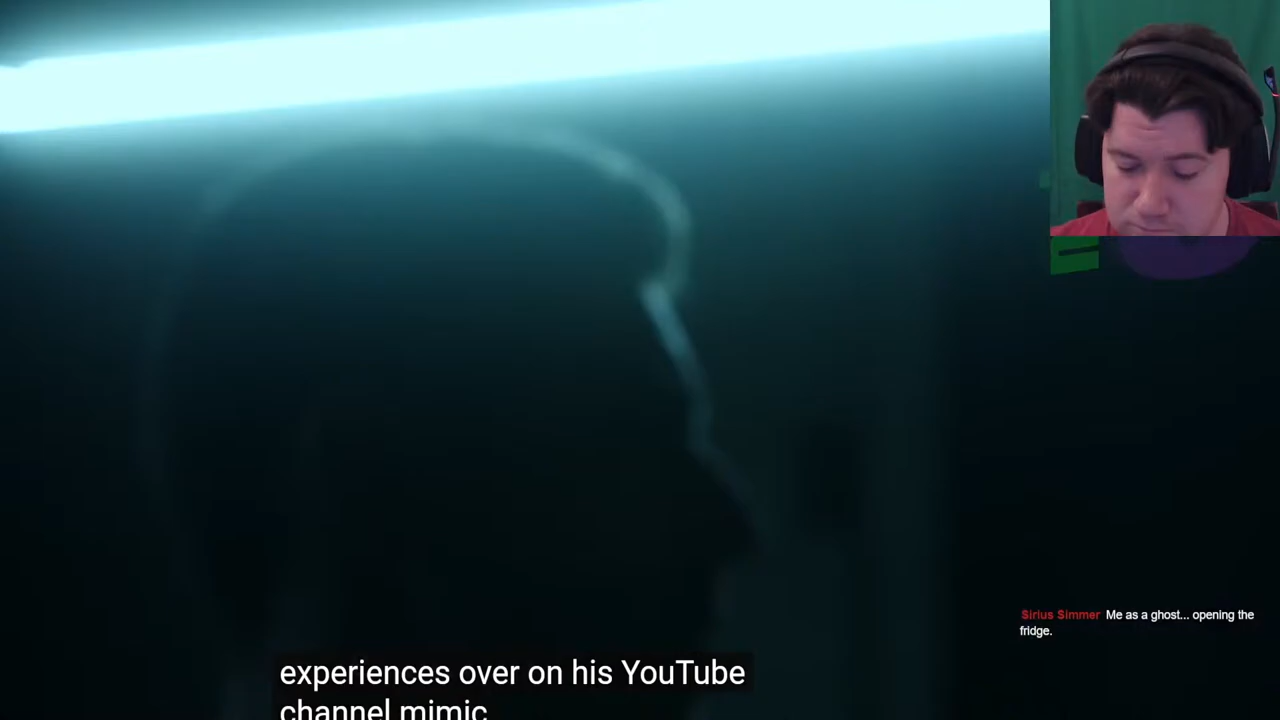 Sirius Simmer Me as a ghost... opening the
fridge.
experiences over on his YouTube
channel mimic